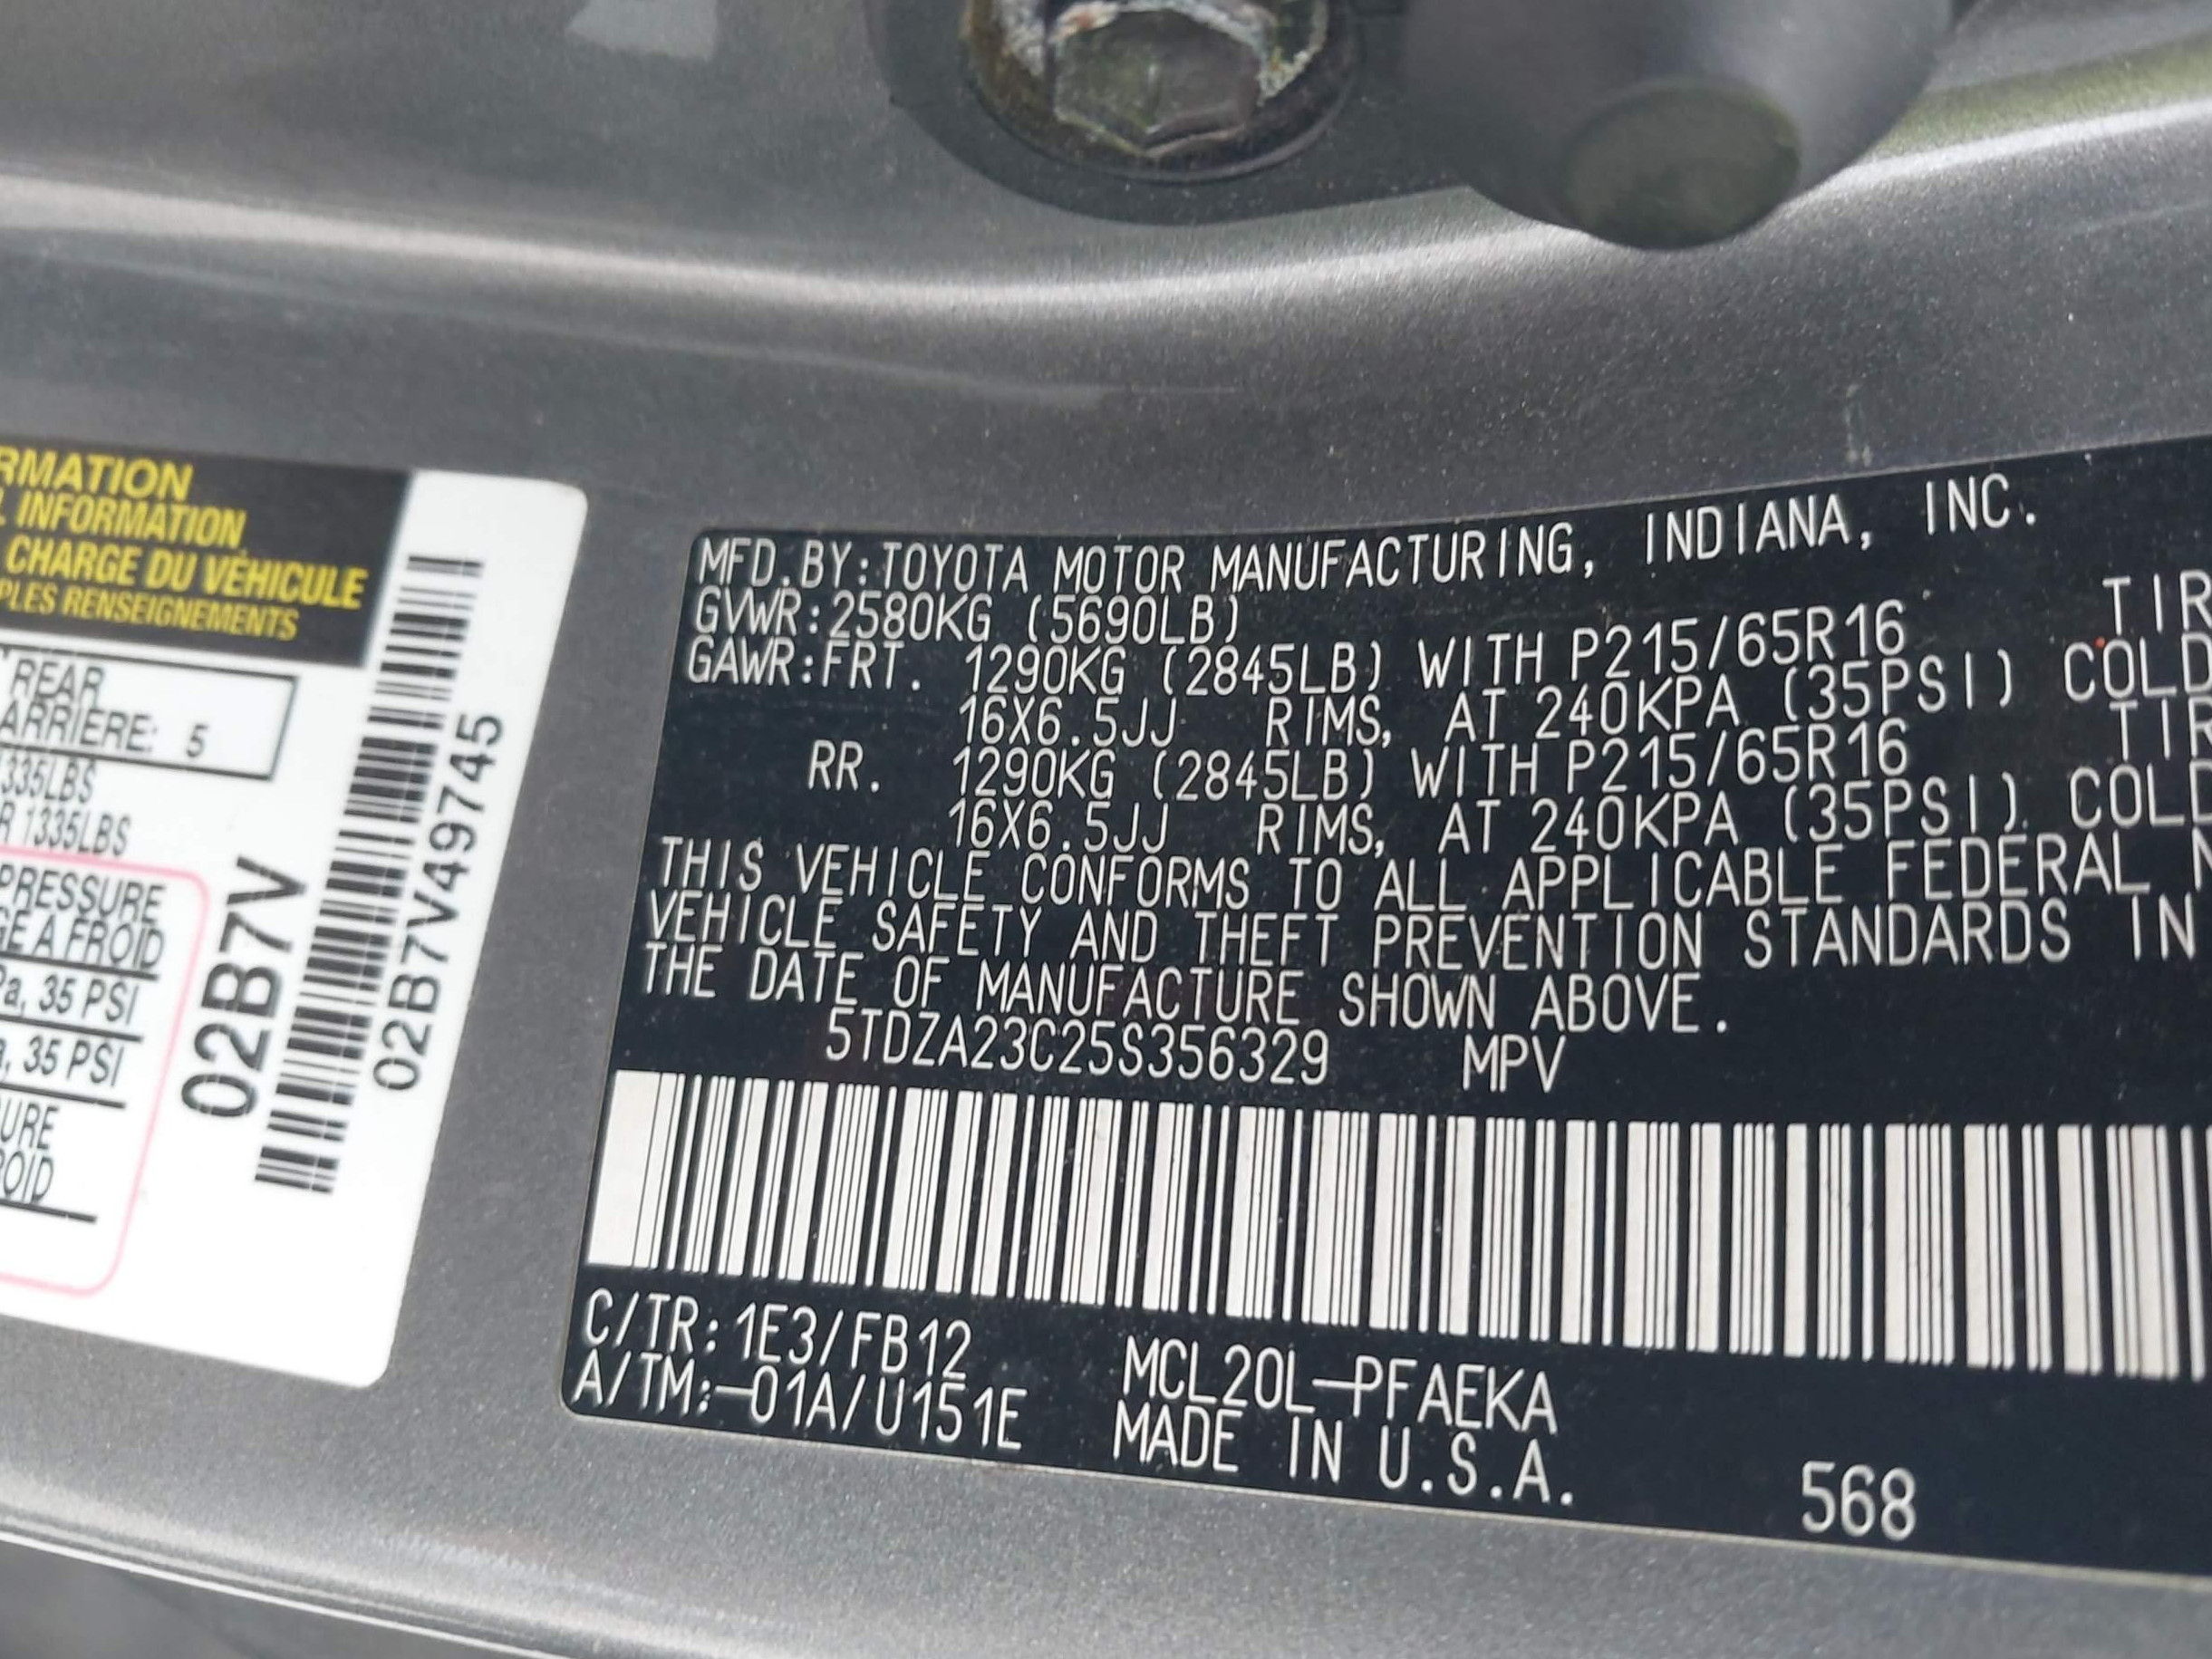 RMATION
L INFORMATION
CHARGE DU VÉHICULE
PLES RENSEIGNEMENTS
REAR
ARRIÈRE: 5
1335LBS
R 1335LBS
PRESSURE
GE A FROID
Pa, 35 PSI
a, 35 PSI
URE
ROID
02B7V
02B7V49745
MFD.BY:TOYOTA MOTOR MANUFACTURING, INDIANA, INC.
GVWR:2580KG (5690LB)
GAWR:FRT. 1290KG (2845LB) WITH P215/65R16 TIR
16X6.5JJ RIMS, AT 240KPA (35PSI) COLD
RR. 1290KG (2845LB) WITH P215/65R16 TIR
16X6.5JJ RIMS, AT 240KPA (35PSI) COLD
THIS VEHICLE CONFORMS TO ALL APPLICABLE FEDERAL
VEHICLE SAFETY AND THEFT PREVENTION STANDARDS IN
THE DATE OF MANUFACTURE SHOWN ABOVE.
5TDZA23C25S356329 MPV
C/TR:1E3/FB12 MCL20L-PFAEKA
A/TM:-01A/U151E MADE IN U.S.A.
568